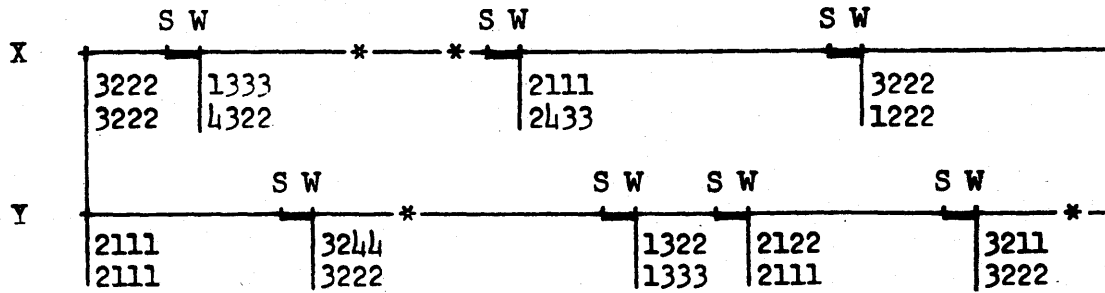 S W S W S W
X * * 
3222 1333 2111 3222
3222 4322 2433 1222
S W S W S W S W
Y * *
2111 3244 1322 2122 3211
2111 3222 1333 2111 3222